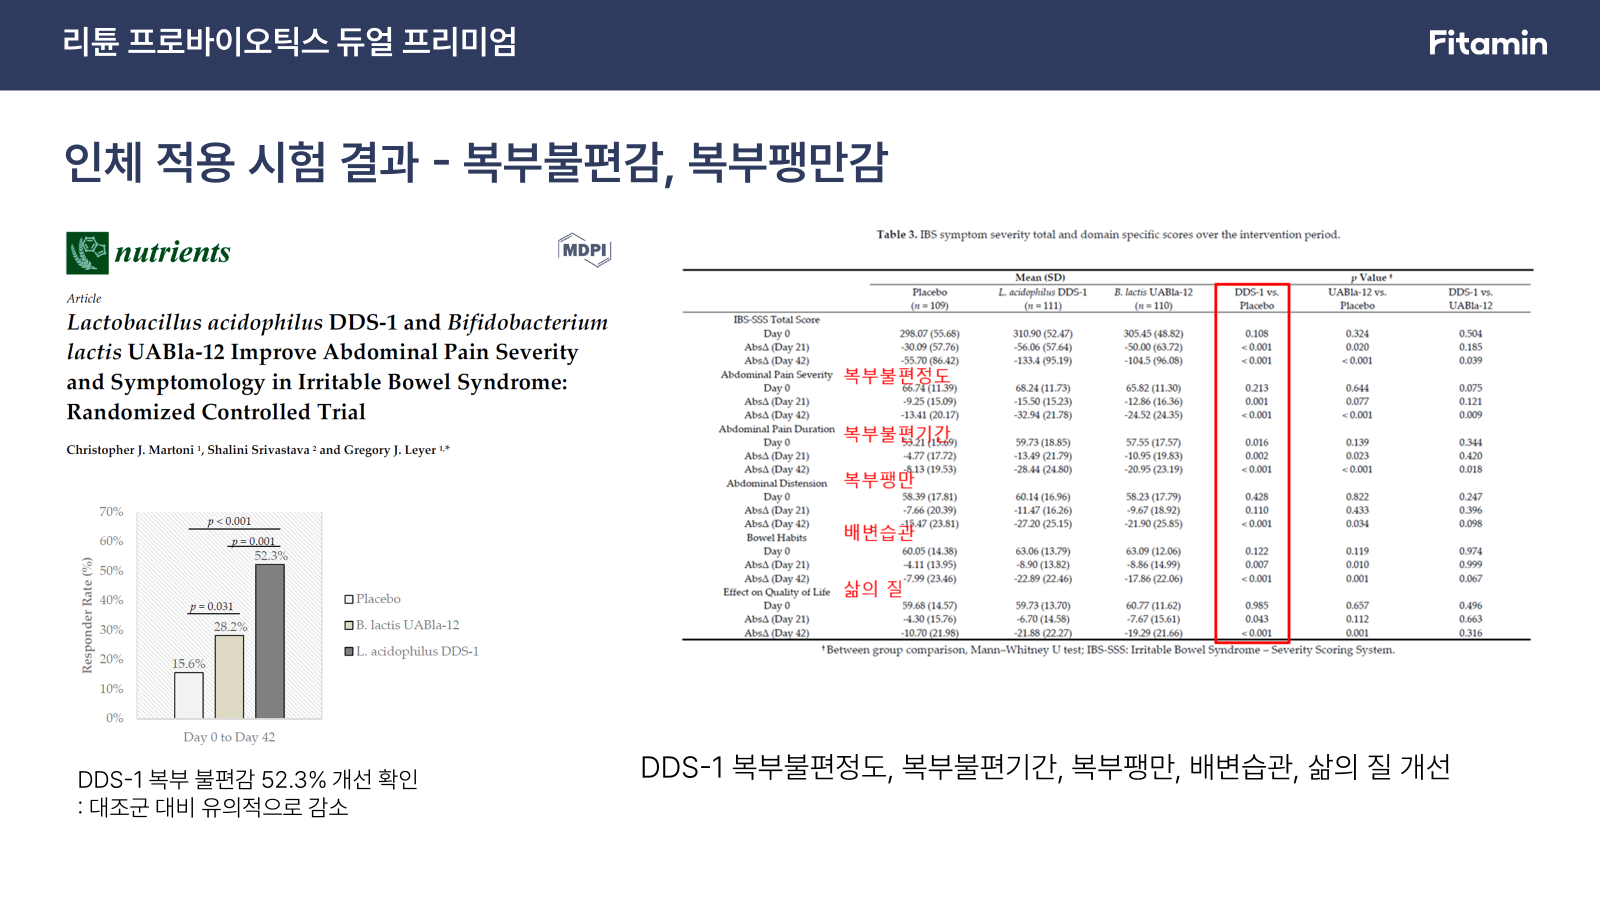 리튠 프로바이오틱스 듀얼 프리미엄
Fitamin
인체 적용 시험 결과 - 복부불편감, 복부팽만감
nutrients
MDPI
Article
Lactobacillus acidophilus DDS-1 and Bifidobacterium
lactis UABla-12 Improve Abdominal Pain Severity
and Symptomology in Irritable Bowel Syndrome:
Randomized Controlled Trial
Christopher J. Martoni ¹, Shalini Srivastava ² and Gregory J. Leyer ¹,*
Responder Rate (%)
70%
60%
50%
40%
30%
20%
10%
0%
p < 0.001
p = 0.001
52.3%
p = 0.031
28.2%
15.6%
Day 0 to Day 42
Placebo
B. lactis UABla-12
L. acidophilus DDS-1
DDS-1 복부 불편감 52.3% 개선 확인
: 대조군 대비 유의적으로 감소
Table 3. IBS symptom severity total and domain specific scores over the intervention period.
Mean (SD) p Value †
Placebo L. acidophilus DDS-1 B. lactis UABla-12 DDS-1 vs. UABla-12 vs. DDS-1 vs.
(n = 109) (n = 111) (n = 110) Placebo Placebo UABla-12
IBS-SSS Total Score
Day 0 298.07 (55.68) 310.90 (52.47) 305.45 (48.82) 0.108 0.324 0.504
AbsΔ (Day 21) -30.09 (57.76) -56.06 (57.64) -50.00 (63.72) < 0.001 0.020 0.185
AbsΔ (Day 42) -55.70 (86.42) -133.4 (95.19) -104.5 (96.08) < 0.001 < 0.001 0.039
Abdominal Pain Severity 복부불편정도
Day 0 66.74 (11.39) 68.24 (11.73) 65.82 (11.30) 0.213 0.644 0.075
AbsΔ (Day 21) -9.25 (15.09) -15.50 (15.23) -12.86 (16.36) 0.001 0.077 0.121
AbsΔ (Day 42) -13.41 (20.17) -32.94 (21.78) -24.52 (24.35) < 0.001 < 0.001 0.009
Abdominal Pain Duration 복부불편기간
Day 0 59.73 (18.85) 57.55 (17.57) 0.016 0.139 0.344
AbsΔ (Day 21) -4.77 (17.72) -13.49 (21.79) -10.95 (19.83) 0.002 0.023 0.420
AbsΔ (Day 42) -8.13 (19.53) -28.44 (24.80) -20.95 (23.19) < 0.001 < 0.001 0.018
Abdominal Distension 복부팽만
Day 0 58.39 (17.81) 60.14 (16.96) 58.23 (17.79) 0.428 0.822 0.247
AbsΔ (Day 21) -7.66 (20.39) -11.47 (16.26) -9.67 (18.92) 0.110 0.433 0.396
AbsΔ (Day 42) -15.47 (23.81) -27.20 (25.15) -21.90 (25.85) < 0.001 0.034 0.098
Bowel Habits 배변습관
Day 0 60.05 (14.38) 63.06 (13.79) 63.09 (12.06) 0.122 0.119 0.974
AbsΔ (Day 21) -4.11 (13.95) -8.90 (13.82) -8.86 (14.99) 0.007 0.010 0.999
AbsΔ (Day 42) -7.99 (23.46) -22.89 (22.46) -17.86 (22.06) < 0.001 0.001 0.067
Effect on Quality of Life 삶의 질
Day 0 59.68 (14.57) 59.73 (13.70) 60.77 (11.62) 0.985 0.657 0.496
AbsΔ (Day 21) -4.30 (15.76) -6.70 (14.58) -7.67 (15.61) 0.043 0.112 0.663
AbsΔ (Day 42) -10.70 (21.98) -21.88 (22.27) -19.29 (21.66) < 0.001 0.001 0.316
† Between group comparison, Mann–Whitney U test; IBS-SSS: Irritable Bowel Syndrome – Severity Scoring System.
DDS-1 복부불편정도, 복부불편기간, 복부팽만, 배변습관, 삶의 질 개선